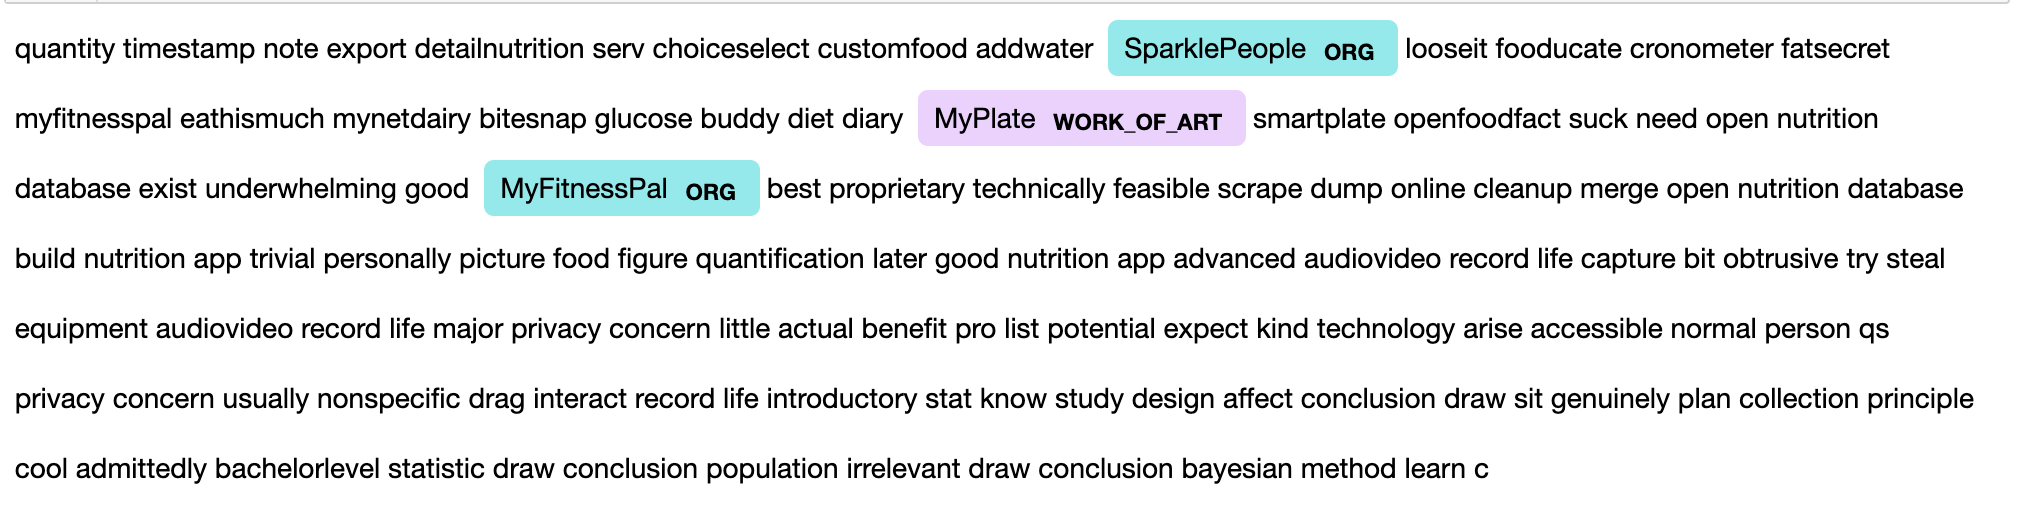 quantity timestamp note export detailnutrition serv choiceselect customfood addwater SparklePeople ORG looseit fooducate cronometer fatsecret
myfitnesspal eathismuch mynetdairy bitesnap glucose buddy diet diary MyPlate WORK_OF_ART smartplate openfoodfact suck need open nutrition
database exist underwhelming good MyFitnessPal ORG best proprietary technically feasible scrape dump online cleanup merge open nutrition database
build nutrition app trivial personally picture food figure quantification later good nutrition app advanced audiovideo record life capture bit obtrusive try steal
equipment audiovideo record life major privacy concern little actual benefit pro list potential expect kind technology arise accessible normal person qs
privacy concern usually nonspecific drag interact record life introductory stat know study design affect conclusion draw sit genuinely plan collection principle
cool admittedly bachelorlevel statistic draw conclusion population irrelevant draw conclusion bayesian method learn c